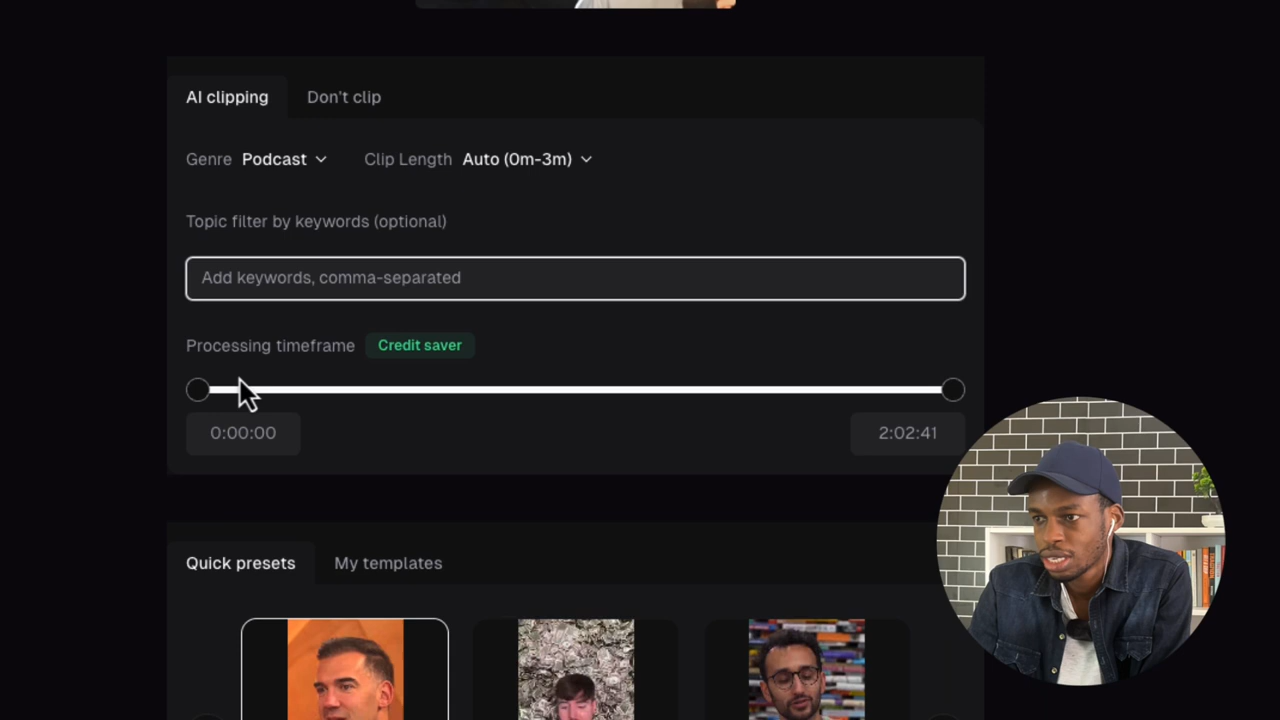 AI clipping Don't clip
Genre Podcast Clip Length Auto (0m-3m)
Topic filter by keywords (optional)
Add keywords, comma-separated
Processing timeframe Credit saver
0:00:00 2:02:41
Quick presets My templates